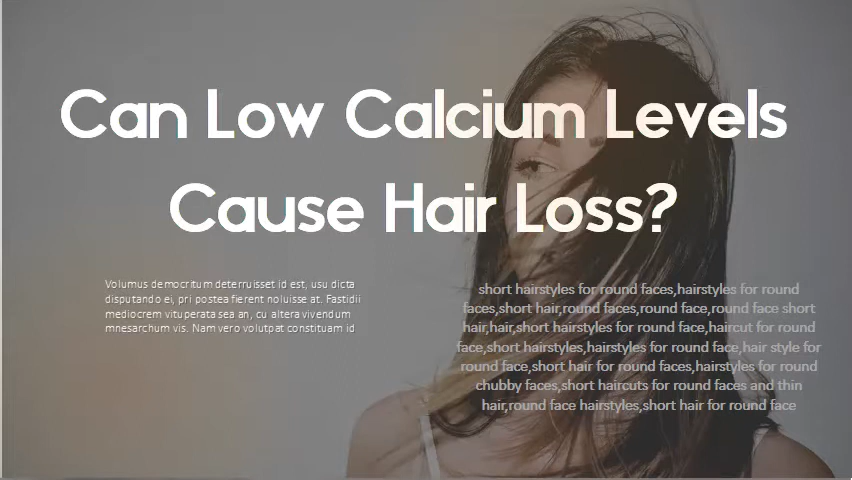 Can Low Calcium Levels
Cause Hair Loss?
Volumus democritum deterruisset id est, usu dicta
disputando ei, pri postea fierent noluisse at. Fastidii
mediocrem vituperata sea an, cu altera vivendum
mnesarchum vis. Nam vero volutpat constituam id
short hairstyles for round faces,hairstyles for round
faces,short hair,round faces,round face,round face short
hair,hair,short hairstyles for round face,haircut for round
face,short hairstyles,hairstyles for round face,hair style for
round face,short hair for round faces,hairstyles for round
chubby faces,short haircuts for round faces and thin
hair,round face hairstyles,short hair for round face